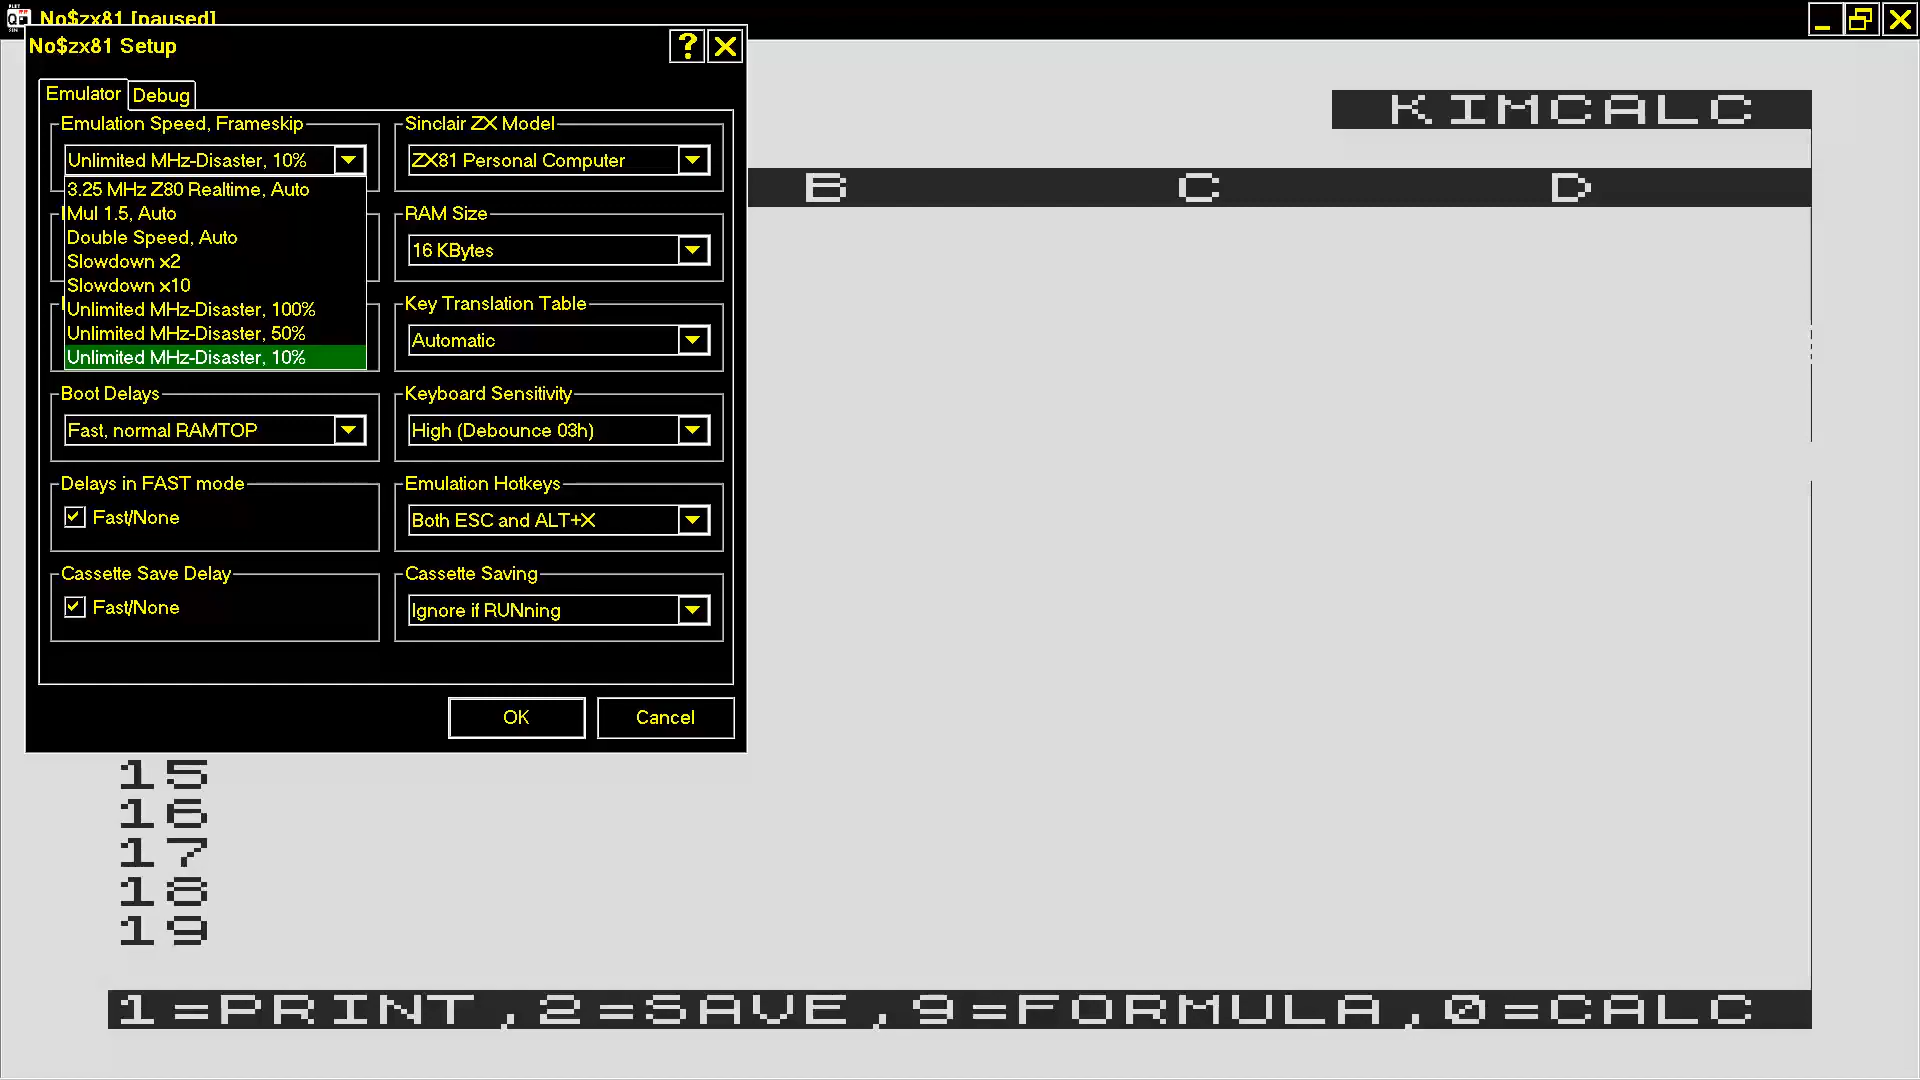 No$zx81 [paused]
No$zx81 Setup
Emulator
Debug
Emulation Speed, Frameskip
Unlimited MHz-Disaster, 10%
3.25 MHz Z80 Realtime, Auto
Mul 1.5, Auto
Double Speed, Auto
Slowdown x2
Slowdown x10
Unlimited MHz-Disaster, 100%
Unlimited MHz-Disaster, 50%
Unlimited MHz-Disaster, 10%
Boot Delays
Fast, normal RAMTOP
Delays in FAST mode
Fast/None
Cassette Save Delay
Fast/None
Sinclair ZX Model
ZX81 Personal Computer
RAM Size
16 KBytes
Key Translation Table
Automatic
Keyboard Sensitivity
High (Debounce 03h)
Emulation Hotkeys
Both ESC and ALT+X
Cassette Saving
Ignore if RUNning
OK
Cancel
KIMCALC
B C D
15
16
17
18
19
1=PRINT,2=SAVE,9=FORMULA,0=CALC